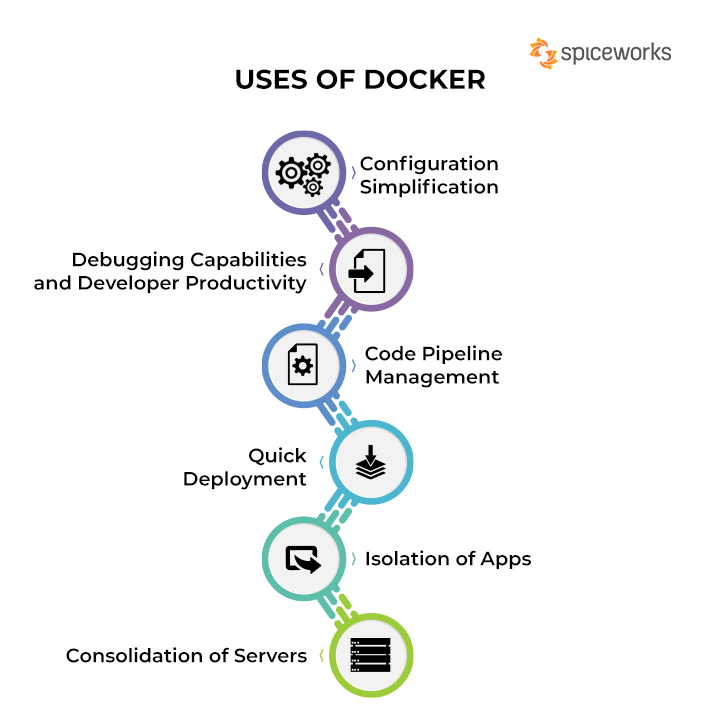 spiceworks
USES OF DOCKER
Configuration
Simplification
Debugging Capabilities
and Developer Productivity
Code Pipeline
Management
Quick
Deployment
Isolation of Apps
Consolidation of Servers